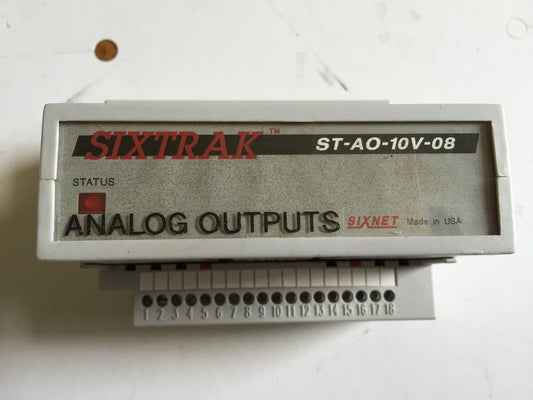 SIXTRAK™ ST-AO-10V-08
STATUS
ANALOG OUTPUTS SIXNET Made in USA
1 2 3 4 5 6 7 8 9 10 11 12 13 14 15 16 17 18